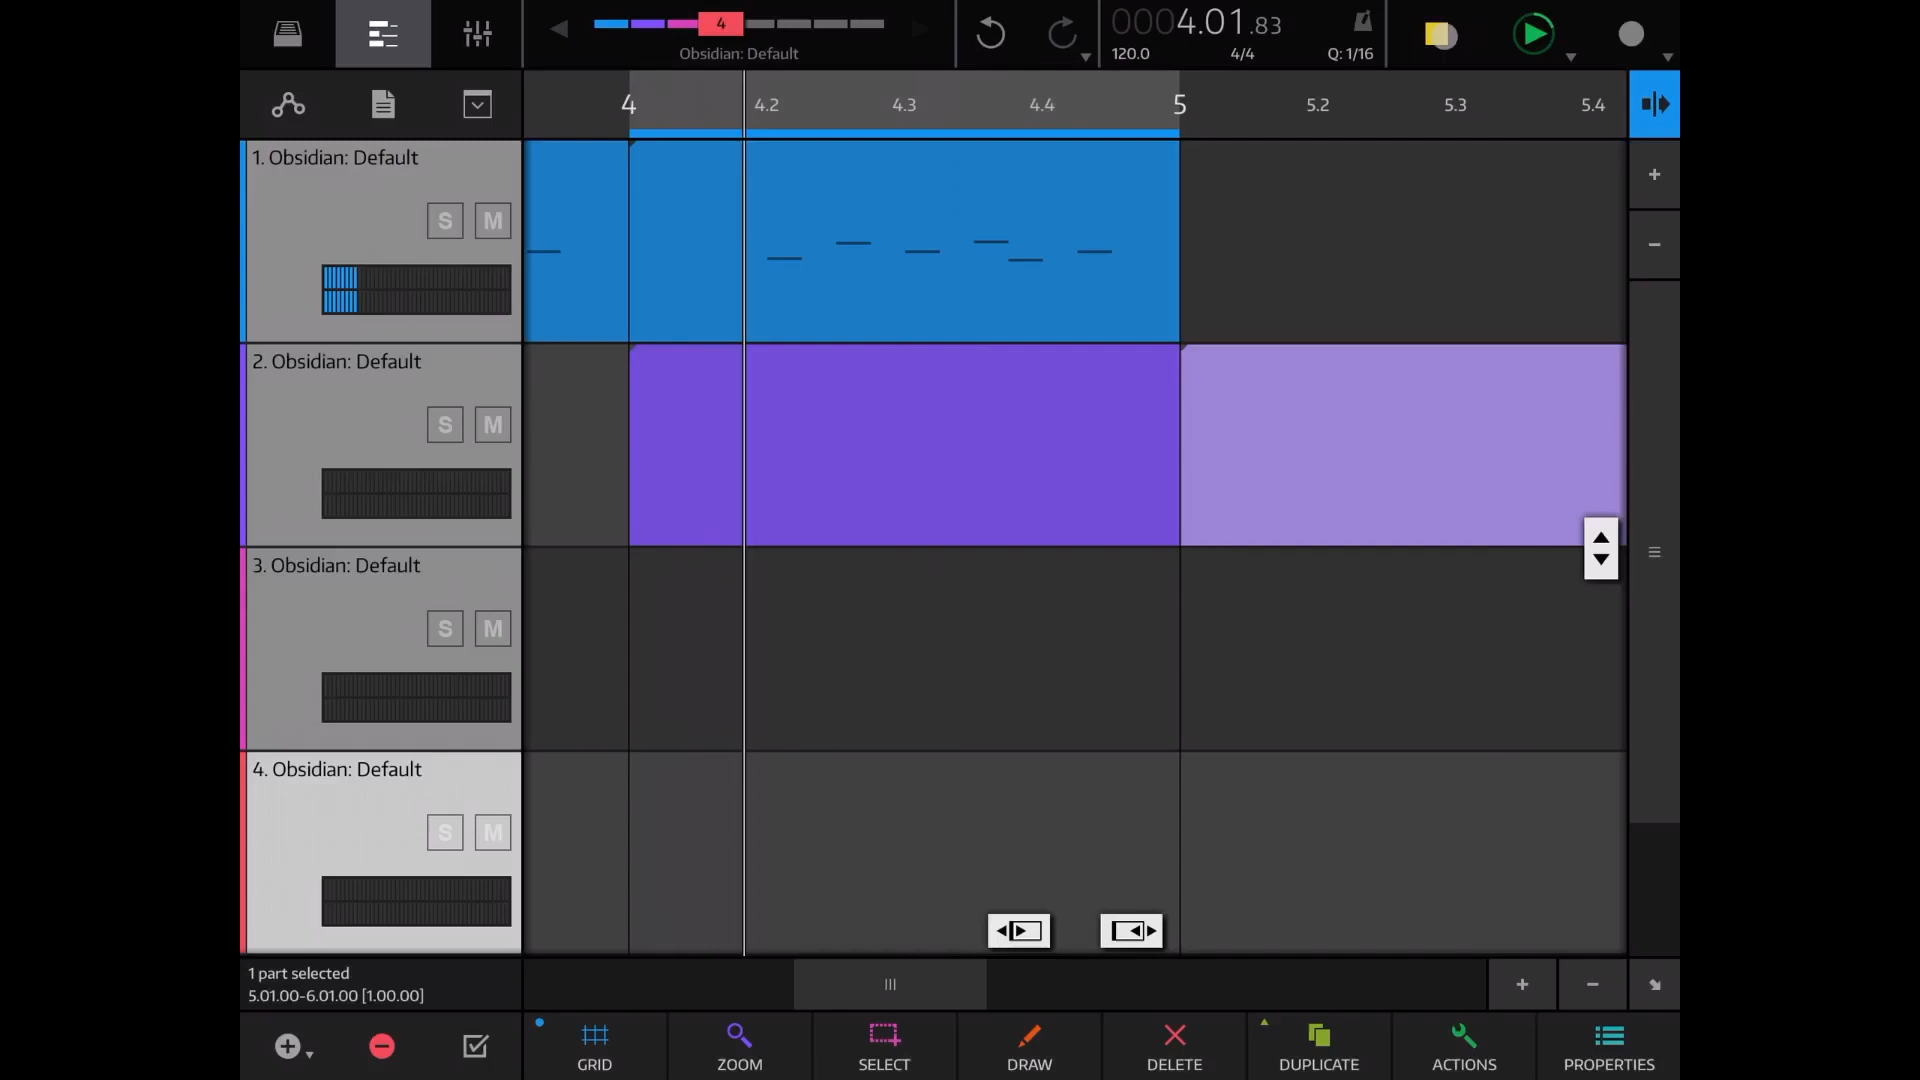 4
Obsidian: Default
0004.01.83
120.0
4/4
Q: 1/16
4
4.2
4.3
4.4
5
5.2
5.3
5.4
1. Obsidian: Default
S M
2. Obsidian: Default
S M
3. Obsidian: Default
S M
4. Obsidian: Default
S M
1 part selected
5.01.00-6.01.00 [1.00.00]
GRID
ZOOM
SELECT
DRAW
DELETE
DUPLICATE
ACTIONS
PROPERTIES